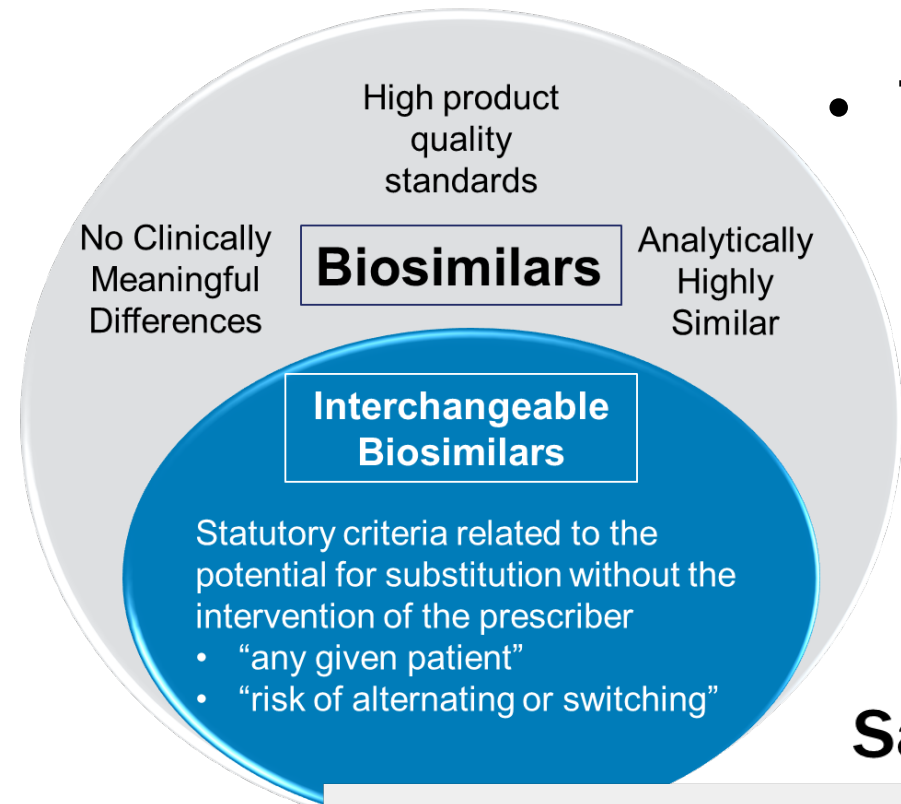 High product
quality
standards
No Clinically
Meaningful
Differences
Biosimilars
Analytically
Highly
Similar
Interchangeable
Biosimilars
Statutory criteria related to the
potential for substitution without the
intervention of the prescriber
• “any given patient”
• “risk of alternating or switching”